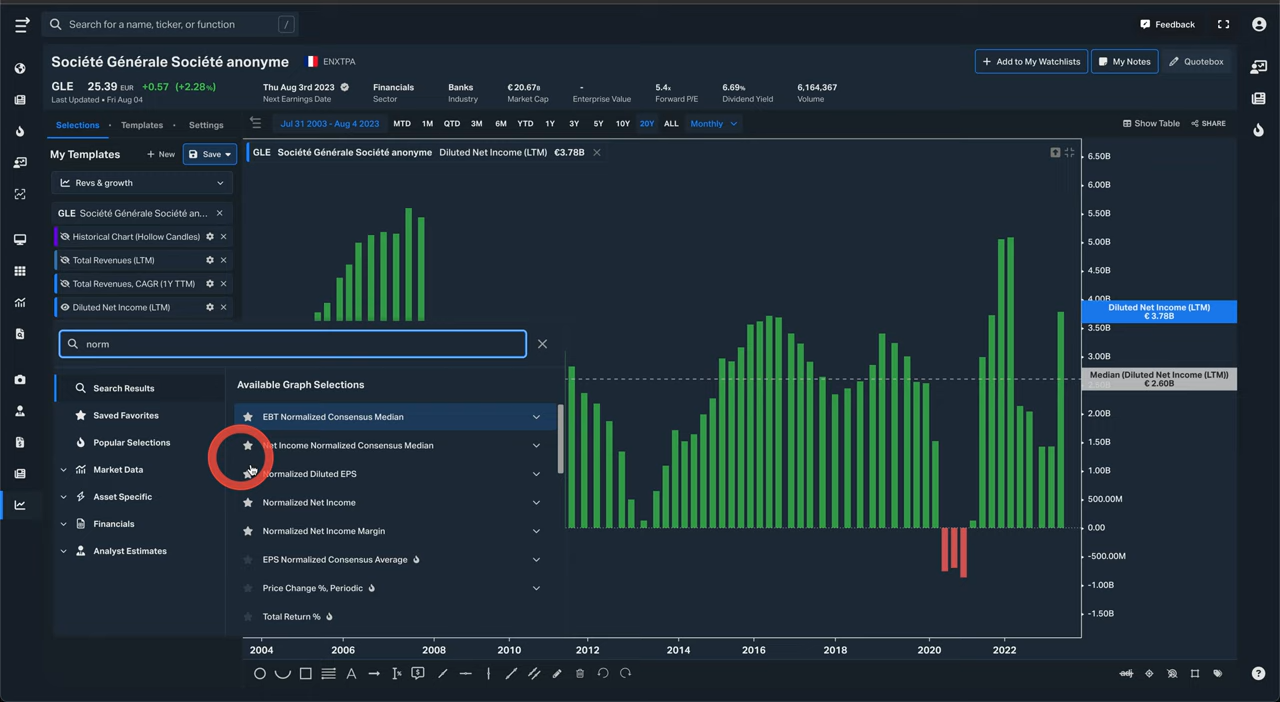 Search for a name, ticker, or function
/
Feedback
Société Générale Société anonyme
ENXTPA
Add to My Watchlists
My Notes
Quotebox
GLE 25.39 EUR +0.57 (+2.28%)
Last Updated • Fri Aug 04
Thu Aug 3rd 2023
Next Earnings Date
Financials
Sector
Banks
Industry
€ 20.67B
Market Cap
-
Enterprise Value
5.4x
Forward P/E
6.69%
Dividend Yield
6,164,367
Volume
Selections
Templates
Settings
Jul 31 2003 - Aug 4 2023
MTD
1M
QTD
3M
6M
YTD
1Y
3Y
5Y
10Y
20Y
ALL
Monthly
Show Table
SHARE
My Templates
+ New
Save
Revs & growth
GLE Société Générale Société an...
Historical Chart (Hollow Candles)
Total Revenues (LTM)
Total Revenues, CAGR (1Y TTM)
Diluted Net Income (LTM)
GLE Société Générale Société anonyme Diluted Net Income (LTM) €3.78B
norm
Search Results
Saved Favorites
Popular Selections
Market Data
Asset Specific
Financials
Analyst Estimates
Available Graph Selections
EBT Normalized Consensus Median
Net Income Normalized Consensus Median
Normalized Diluted EPS
Normalized Net Income
Normalized Net Income Margin
EPS Normalized Consensus Average
Price Change %, Periodic
Total Return %
6.50B
6.00B
5.50B
5.00B
4.50B
4.00B
Diluted Net Income (LTM)
€ 3.78B
3.50B
3.00B
Median (Diluted Net Income (LTM))
€ 2.60B
2.00B
1.50B
1.00B
500.00M
0.00
-500.00M
-1.00B
-1.50B
2004
2006
2008
2010
2012
2014
2016
2018
2020
2022
A
adj
?